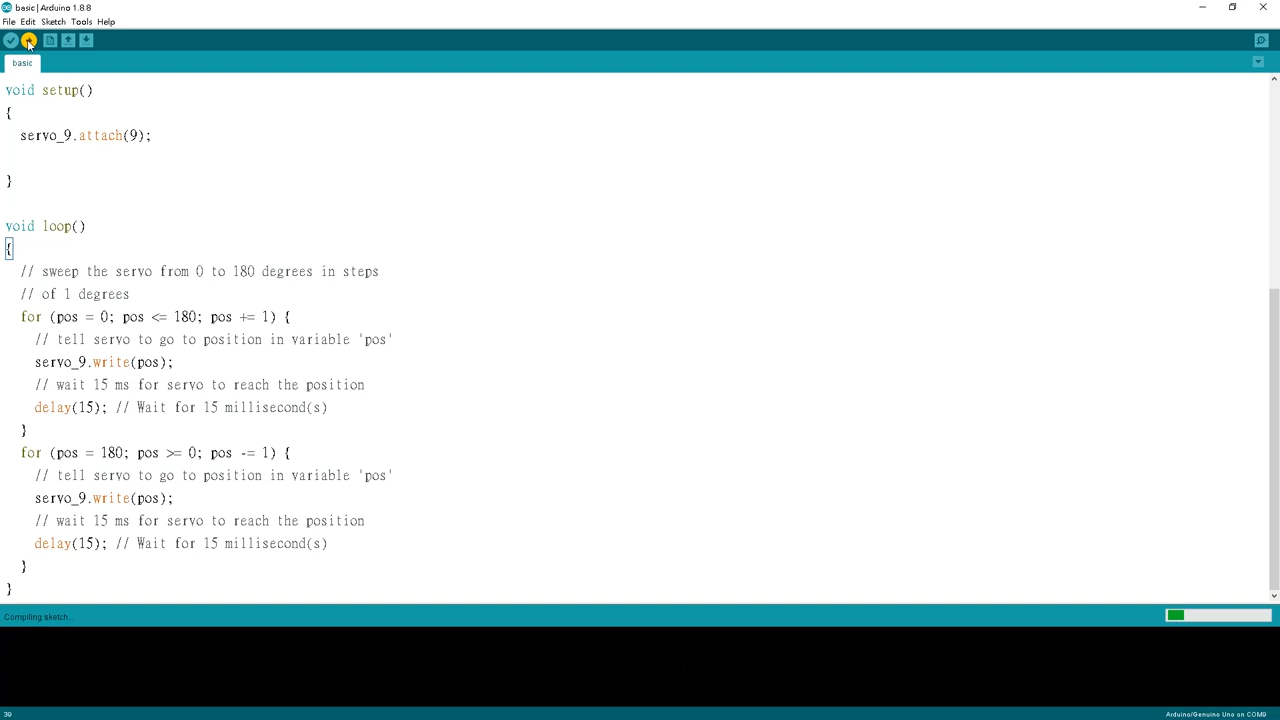 basic | Arduino 1.8.8
File Edit Sketch Tools Help
basic
void setup()
{
servo_9.attach(9);
}
void loop()
{
// sweep the servo from 0 to 180 degrees in steps
// of 1 degrees
for (pos = 0; pos <= 180; pos += 1) {
// tell servo to go to position in variable 'pos'
servo_9.write(pos);
// wait 15 ms for servo to reach the position
delay(15); // Wait for 15 millisecond(s)
}
for (pos = 180; pos >= 0; pos -= 1) {
// tell servo to go to position in variable 'pos'
servo_9.write(pos);
// wait 15 ms for servo to reach the position
delay(15); // Wait for 15 millisecond(s)
}
}
Compiling sketch...
39
Arduino/Genuino Uno on COM9